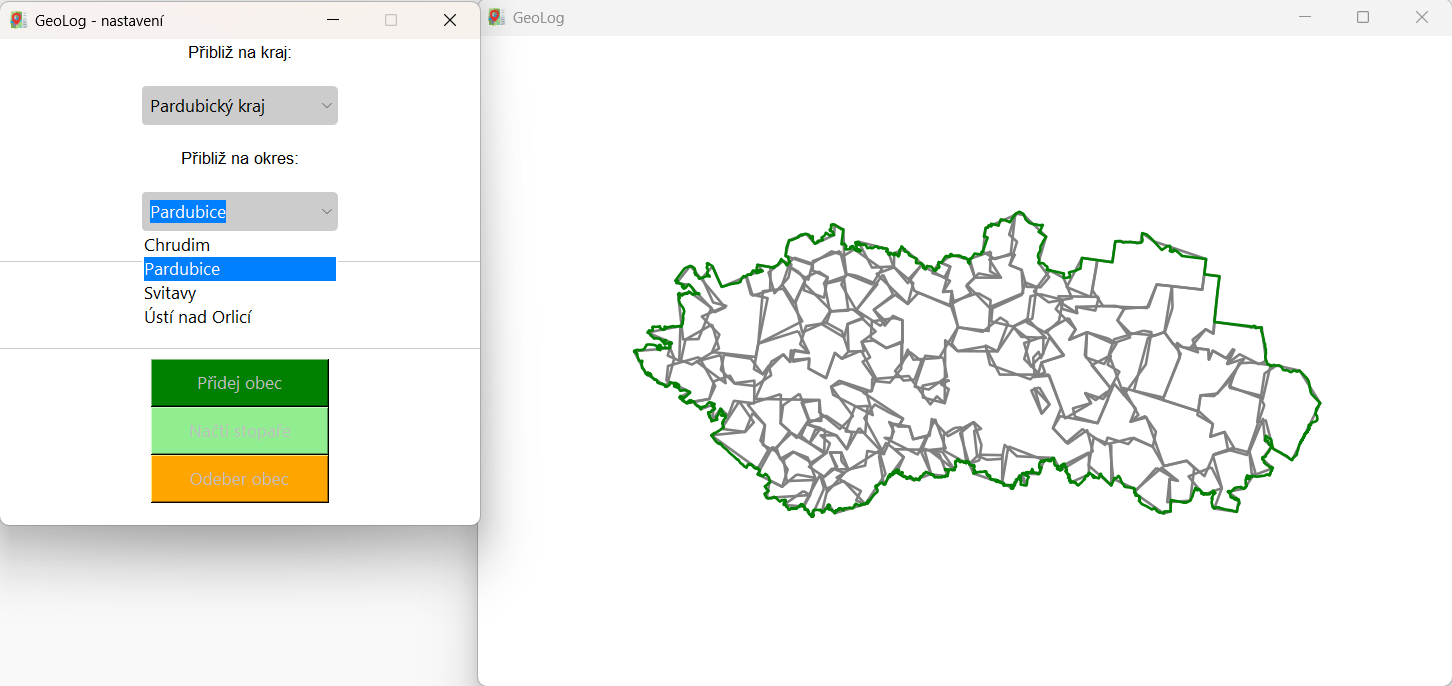 GeoLog - nastavení
Přibliž na kraj:
Pardubický kraj
Přibliž na okres:
Pardubice
Chrudim
Pardubice
Svitavy
Ústí nad Orlicí
Přidej obec
Načti stopaře
Odeber obec
GeoLog